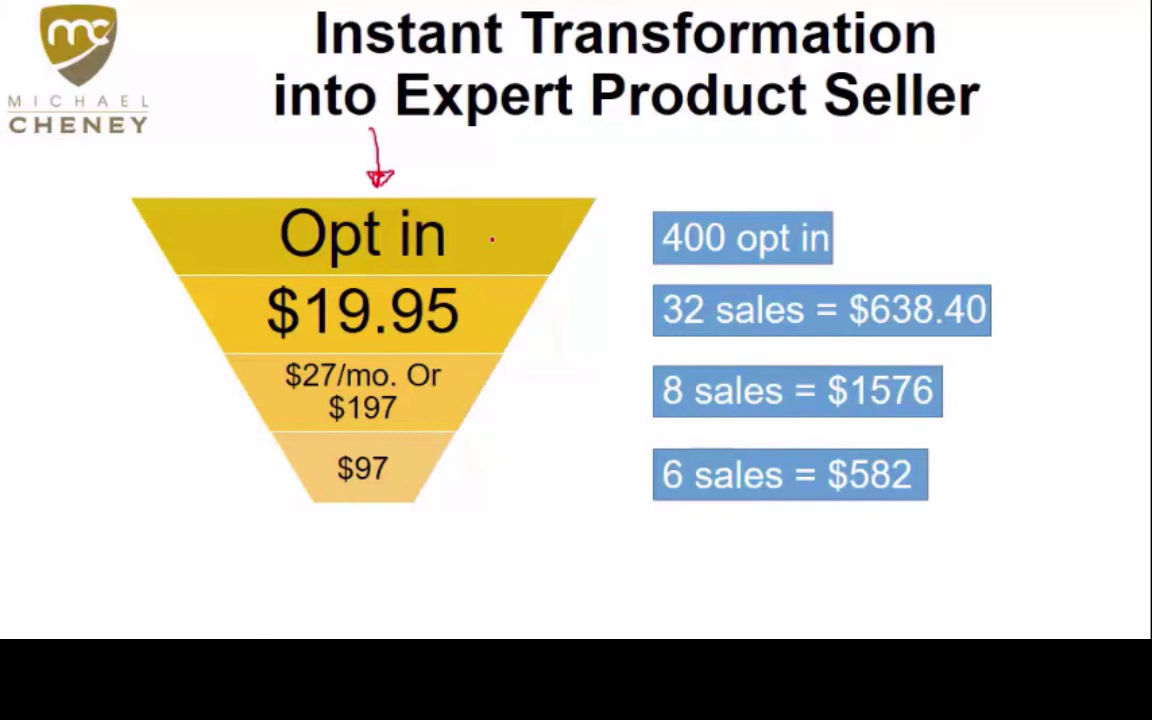 mc
MICHAEL
CHENEY
Instant Transformation
into Expert Product Seller
Opt in
$19.95
$27/mo. Or
$197
$97
400 opt in
32 sales = $638.40
8 sales = $1576
6 sales = $582